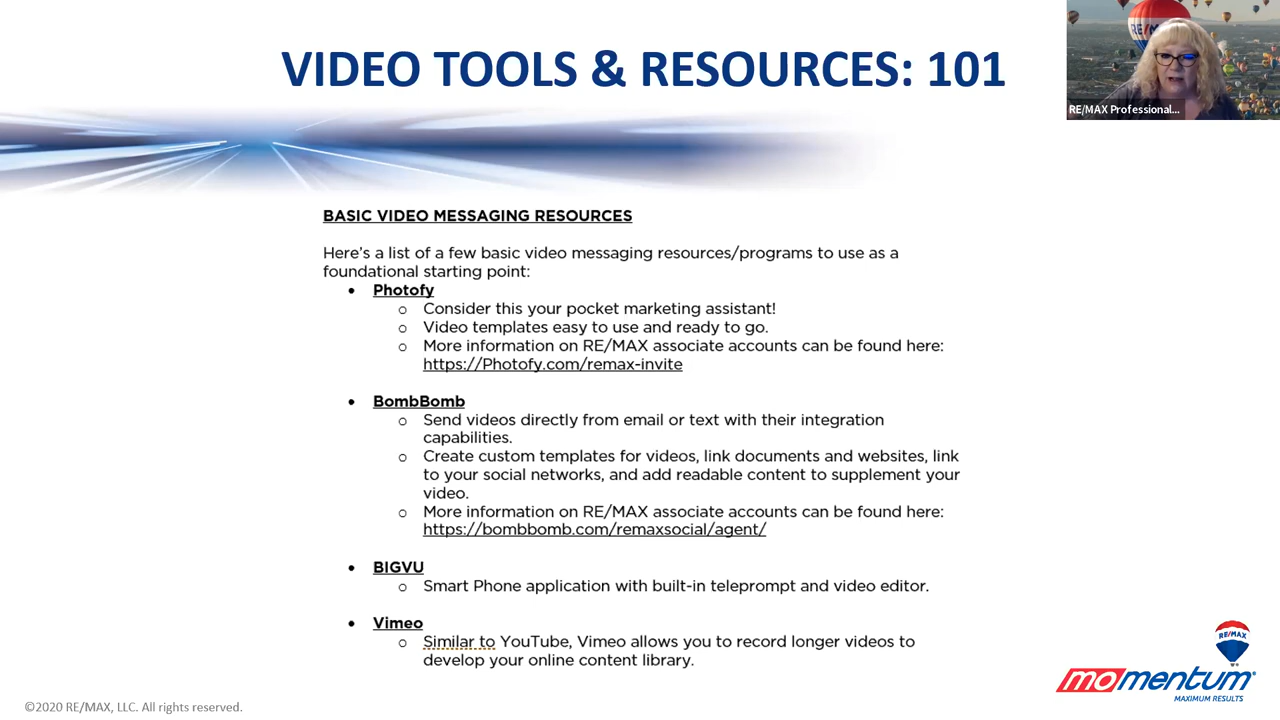 VIDEO TOOLS & RESOURCES: 101
RE/MAX Professional...
BASIC VIDEO MESSAGING RESOURCES
Here's a list of a few basic video messaging resources/programs to use as a
foundational starting point:
• Photofy
o Consider this your pocket marketing assistant!
o Video templates easy to use and ready to go.
o More information on RE/MAX associate accounts can be found here:
https://Photofy.com/remax-invite
• BombBomb
o Send videos directly from email or text with their integration
capabilities.
o Create custom templates for videos, link documents and websites, link
to your social networks, and add readable content to supplement your
video.
o More information on RE/MAX associate accounts can be found here:
https://bombbomb.com/remaxsocial/agent/
• BIGVU
o Smart Phone application with built-in teleprompt and video editor.
• Vimeo
o Similar to YouTube, Vimeo allows you to record longer videos to
develop your online content library.
RE/MAX
momentum®
MAXIMUM RESULTS
©2020 RE/MAX, LLC. All rights reserved.